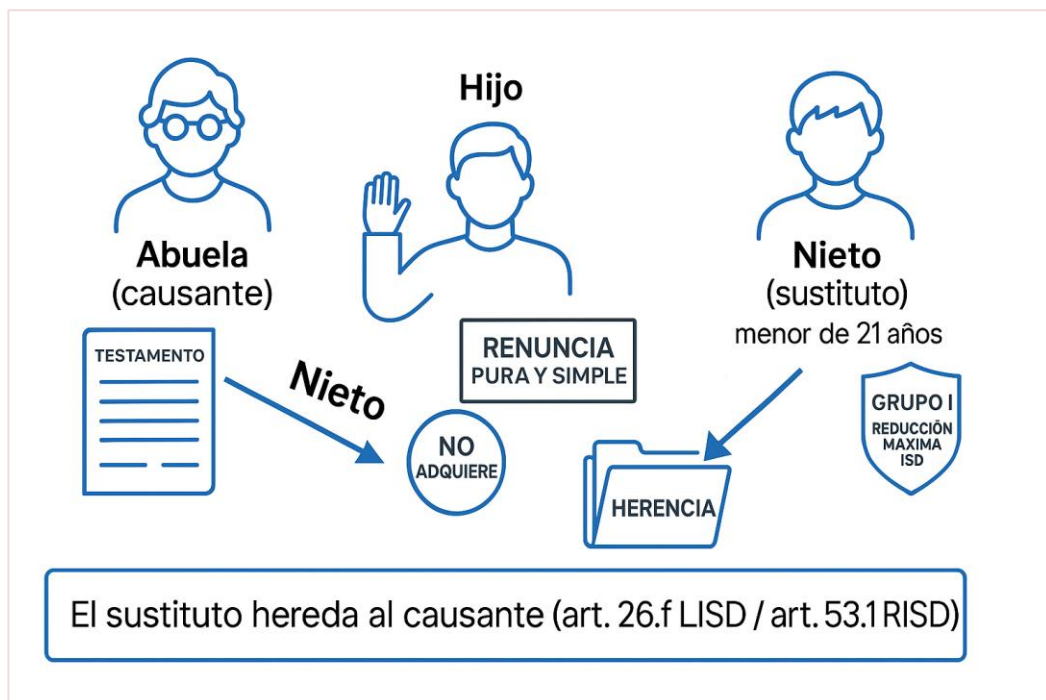 Abuela
(causante)
TESTAMENTO
Nieto
Hijo
RENUNCIA
PURA Y SIMPLE
NO
ADQUIERE
Nieto
(sustituto)
menor de 21 años
GRUPO I
REDUCCIÓN
MAXIMA
ISD
HERENCIA
El sustituto hereda al causante (art. 26.f LISD / art. 53.1 RISD)